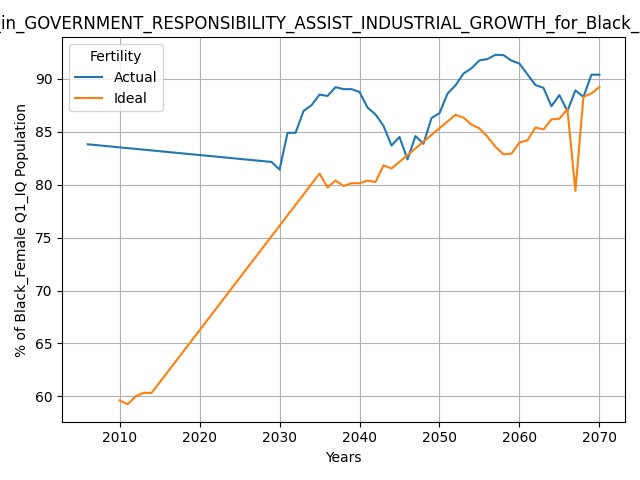 _in_GOVERNMENT_RESPONSIBILITY_ASSIST_INDUSTRIAL_GROWTH_for_Black_
Fertility
Actual
Ideal
% of Black_Female Q1_IQ Population
90
85
80
75
70
65
60
2010 2020 2030 2040 2050 2060 2070
Years